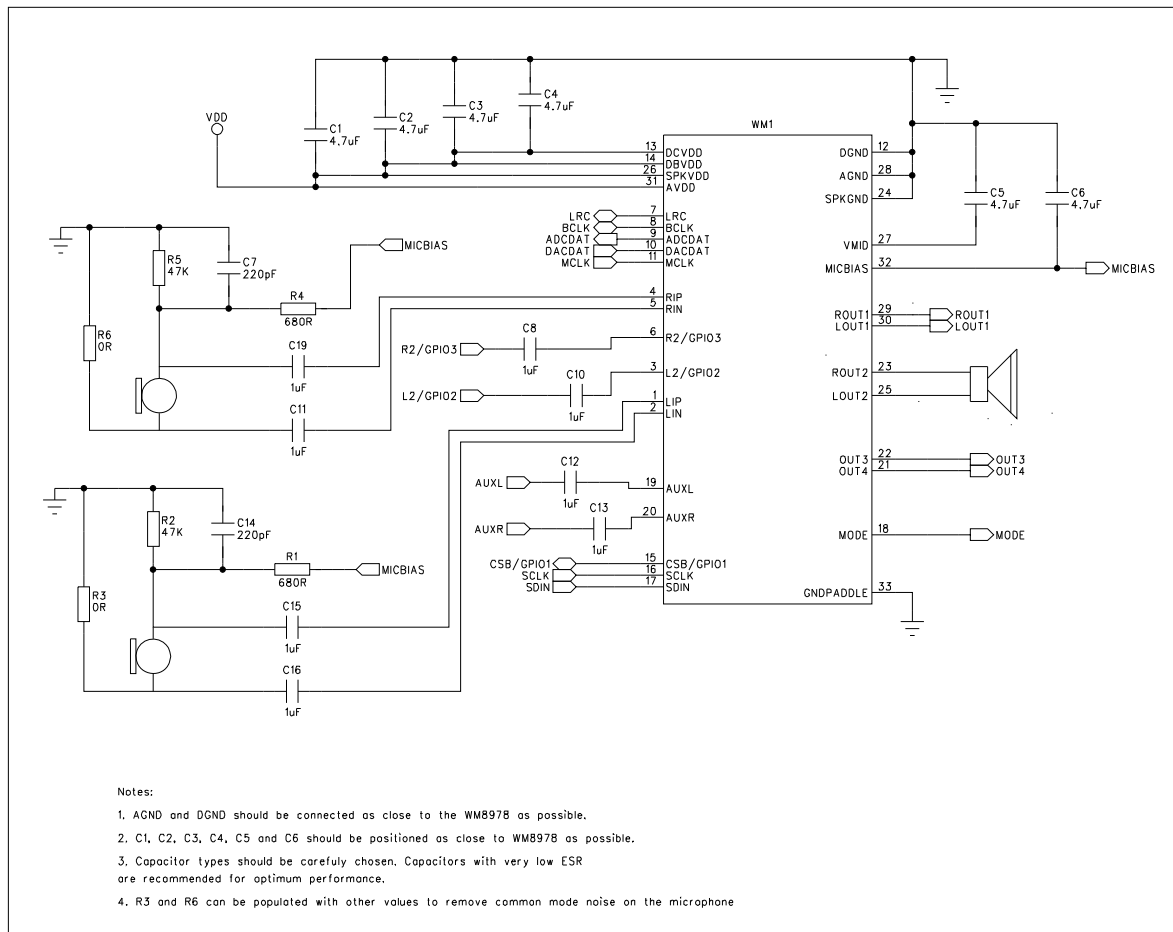 C4
4.7uF
C3
4.7uF
C2
4.7uF
C1
4.7uF
VDD
WM1
13 DCVDD
14 DBVDD
26 SPKVDD
31 AVDD
DGND 12
AGND 28
SPKGND 24
C5
4.7uF
C6
4.7uF
LRC 7 LRC
BCLK 8 BCLK
ADCDAT 9 ADCDAT
DACDAT 10 DACDAT
MCLK 11 MCLK
VMID 27
MICBIAS 32 MICBIAS
MICBIAS
R5
47K
C7
220pF
R4
680R
R6
0R
4 RIP
5 RIN
ROUT1 29 ROUT1
LOUT1 30 LOUT1
C19
1uF
C8
R2/GPIO3 6 R2/GPIO3
1uF
C10
L2/GPIO2 3 L2/GPIO2
1uF
ROUT2 23
LOUT2 25
C11
1uF
1 LIP
2 LIN
OUT3 22 OUT3
OUT4 21 OUT4
C12
AUXL 19 AUXL
1uF
C13
AUXR 20 AUXR
1uF
R2
47K
C14
220pF
R1
680R
MICBIAS
MODE 18 MODE
CSB/GPIO1 15 CSB/GPIO1
SCLK 16 SCLK
SDIN 17 SDIN
GNDPADDLE 33
R3
0R
C15
1uF
C16
1uF
Notes:
1. AGND and DGND should be connected as close to the WM8978 as possible.
2. C1, C2, C3, C4, C5 and C6 should be positioned as close to WM8978 as possible.
3. Capacitor types should be carefuly chosen. Capacitors with very low ESR
are recommended for optimum performance.
4. R3 and R6 can be populated with other values to remove common mode noise on the microphone